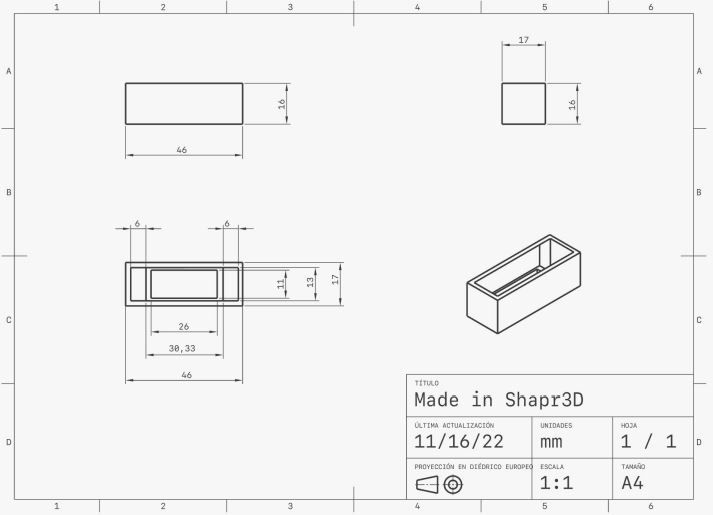 1 2 3 4 5 6
17
A A
16
16
46
B B
6 6
11 13 17
C C
26
30,33
46
TÍTULO
Made in Shapr3D
ÚLTIMA ACTUALIZACIÓN UNIDADES HOJA
D 11/16/22 mm 1 / 1 D
PROYECCIÓN EN DIÉDRICO EUROPEO ESCALA TAMAÑO
1:1 A4
1 2 3 4 5 6